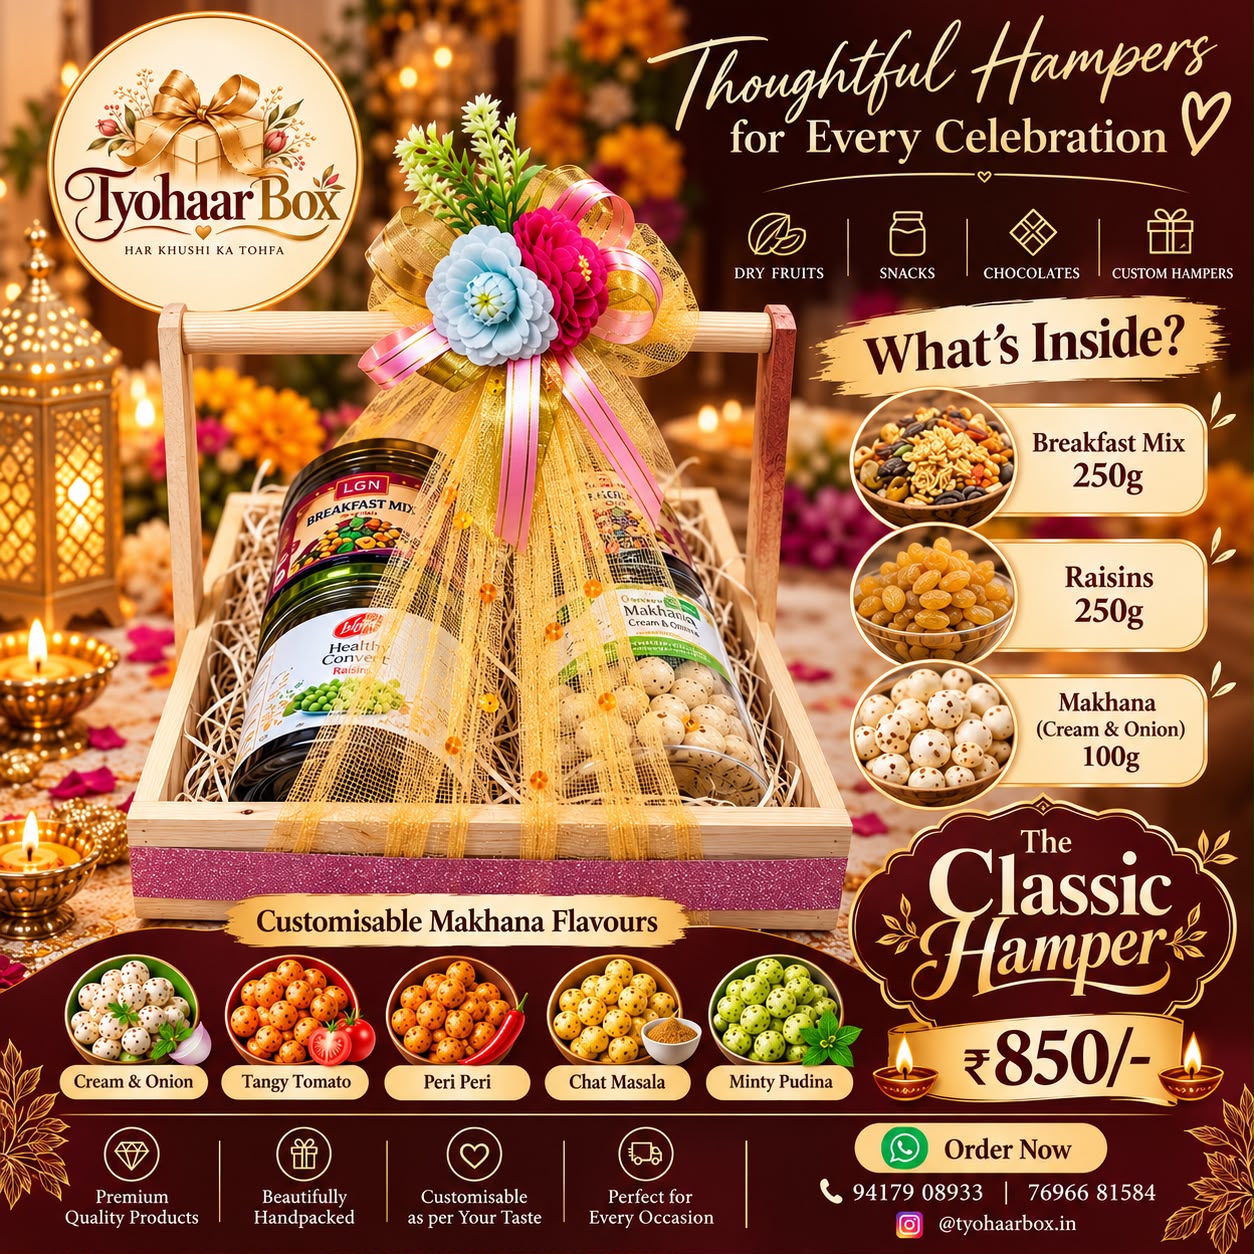 Tyohaar Box
HAR KHUSHI KA TOHFA
Thoughtful Hampers
for Every Celebration
DRY FRUITS
SNACKS
CHOCOLATES
CUSTOM HAMPERS
What's Inside?
Breakfast Mix
250g
Raisins
250g
Makhana
(Cream & Onion)
100g
LGN
BREAKFAST MIX
Healthy
Convert
Raisins
Makhana
Cream & Onion
The
Classic
Hamper
₹850/-
Customisable Makhana Flavours
Cream & Onion
Tangy Tomato
Peri Peri
Chat Masala
Minty Pudina
Premium
Quality Products
Beautifully
Handpacked
Customisable
as per Your Taste
Perfect for
Every Occasion
Order Now
94179 08933 | 76966 81584
@tyohaarbox.in